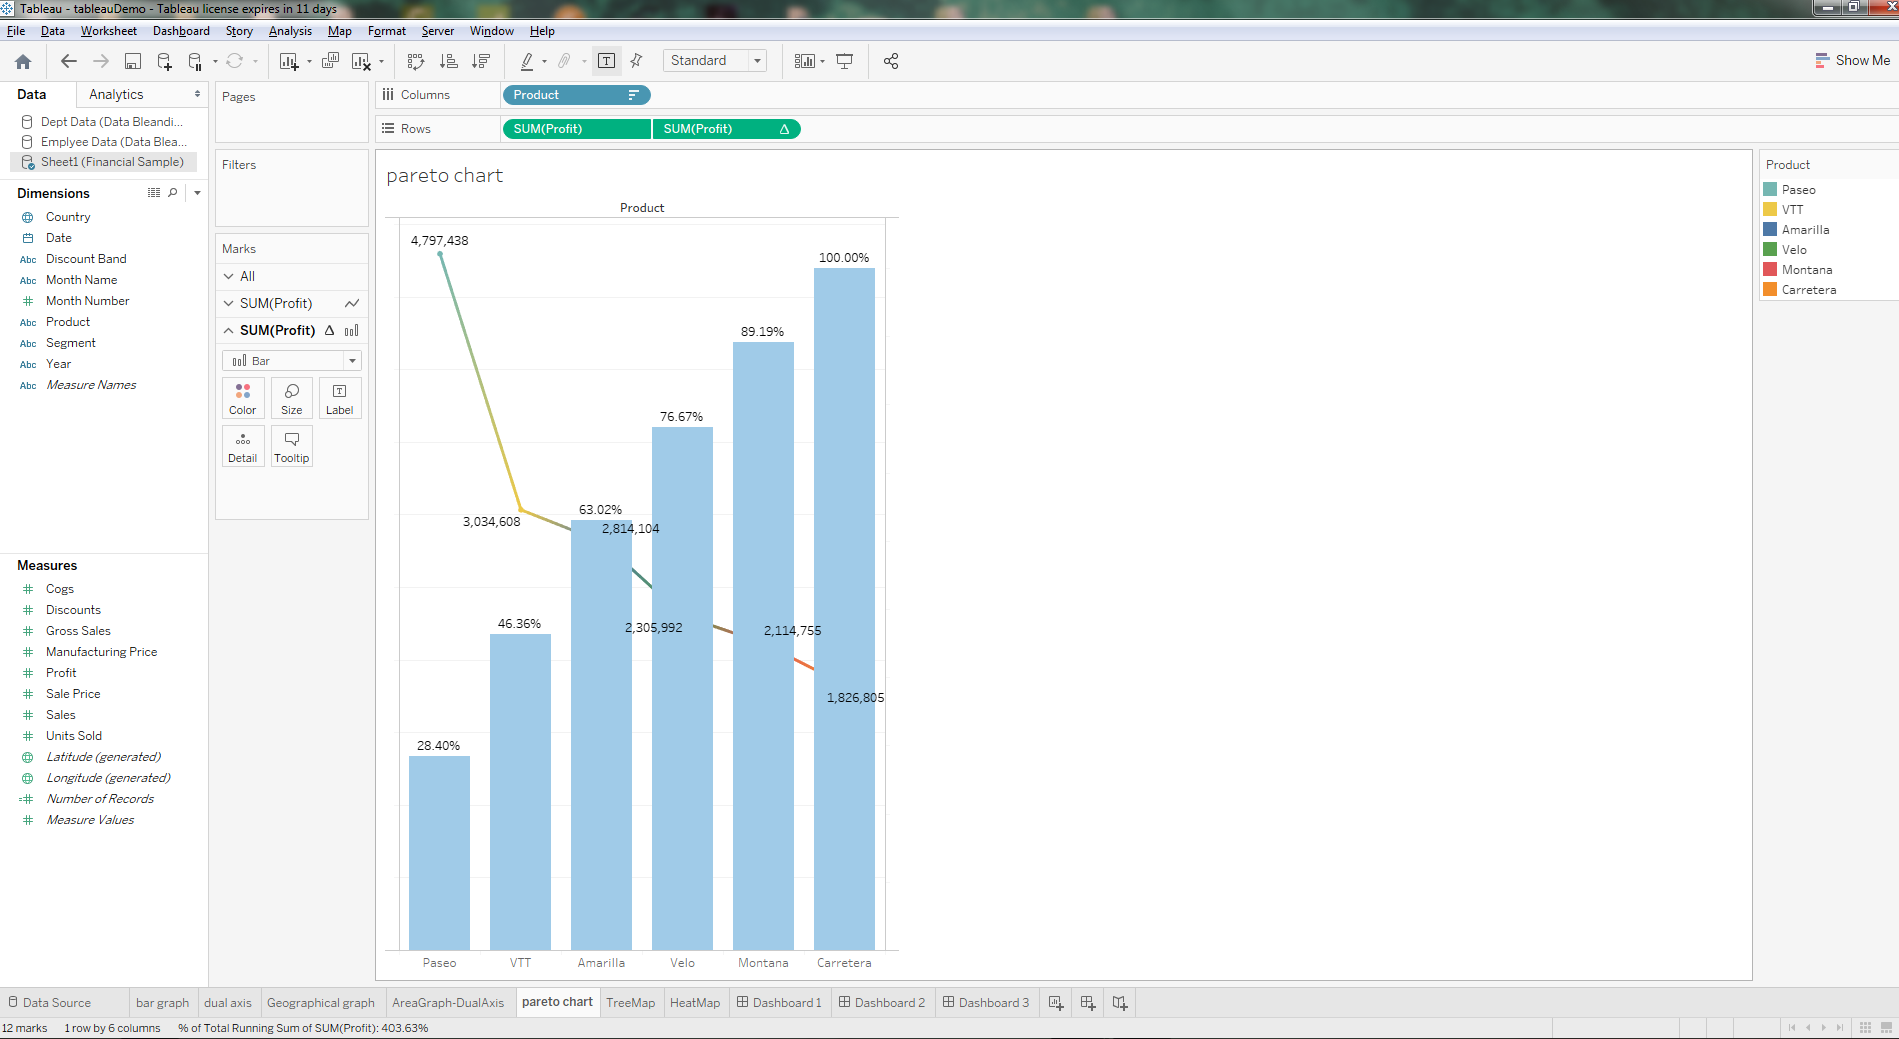 Tableau - tableauDemo - Tableau license expires in 11 days
File Data Worksheet Dashboard Story Analysis Map Format Server Window Help
Standard
Show Me
Data Analytics
Dept Data (Data Bleandi...
Emplyee Data (Data Blea...
Sheet1 (Financial Sample)
Dimensions
Country
Date
Abc Discount Band
Abc Month Name
Month Number
Abc Product
Abc Segment
Abc Year
Abc Measure Names
Measures
Cogs
Discounts
Gross Sales
Manufacturing Price
Profit
Sale Price
Sales
Units Sold
Latitude (generated)
Longitude (generated)
Number of Records
Measure Values
Pages
Filters
Marks
All
SUM(Profit)
SUM(Profit) Δ
Bar
Color Size Label
Detail Tooltip
Columns Product
Rows SUM(Profit) SUM(Profit) Δ
pareto chart
Product
4,797,438
100.00%
89.19%
76.67%
63.02%
3,034,608
2,814,104
46.36%
2,305,992
2,114,755
1,826,805
28.40%
Paseo VTT Amarilla Velo Montana Carretera
Product
Paseo
VTT
Amarilla
Velo
Montana
Carretera
Data Source bar graph dual axis Geographical graph AreaGraph-DualAxis pareto chart TreeMap HeatMap Dashboard 1 Dashboard 2 Dashboard 3
12 marks 1 row by 6 columns % of Total Running Sum of SUM(Profit): 403.63%